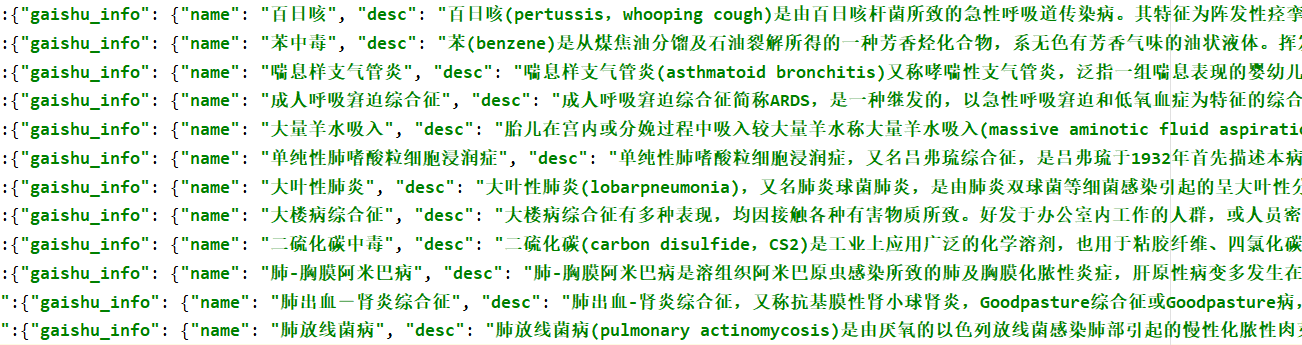 :{"gaishu_info": {"name": "百日咳", "desc": "百日咳(pertussis，whooping cough)是由百日咳杆菌所致的急性呼吸道传染病。其特征为阵发性痉挛
:{"gaishu_info": {"name": "苯中毒", "desc": "苯(benzene)是从煤焦油分馏及石油裂解所得的一种芳香烃化合物，系无色有芳香气味的油状液体。挥发
:{"gaishu_info": {"name": "喘息样支气管炎", "desc": "喘息样支气管炎(asthmatoid bronchitis)又称哮喘性支气管炎，泛指一组喘息表现的婴幼儿
:{"gaishu_info": {"name": "成人呼吸窘迫综合征", "desc": "成人呼吸窘迫综合征简称ARDS，是一种继发的，以急性呼吸窘迫和低氧血症为特征的综合
:{"gaishu_info": {"name": "大量羊水吸入", "desc": "胎儿在宫内或分娩过程中吸入较大量羊水称大量羊水吸入(massive aminotic fluid aspiratio
:{"gaishu_info": {"name": "单纯性肺嗜酸粒细胞浸润症", "desc": "单纯性肺嗜酸粒细胞浸润症，又名吕弗琉综合征，是吕弗琉于1932年首先描述本病
:{"gaishu_info": {"name": "大叶性肺炎", "desc": "大叶性肺炎(lobarpneumonia)，又名肺炎球菌肺炎，是由肺炎双球菌等细菌感染引起的呈大叶性分
:{"gaishu_info": {"name": "大楼病综合征", "desc": "大楼病综合征有多种表现，均因接触各种有害物质所致。好发于办公室内工作的人群，或人员密
:{"gaishu_info": {"name": "二硫化碳中毒", "desc": "二硫化碳(carbon disulfide，CS2)是工业上应用广泛的化学溶剂，也用于粘胶纤维、四氯化碳
:{"gaishu_info": {"name": "肺-胸膜阿米巴病", "desc": "肺-胸膜阿米巴病是溶组织阿米巴原虫感染所致的肺及胸膜化脓性炎症，肝原性病变多发生在
":{"gaishu_info": {"name": "肺出血－肾炎综合征", "desc": "肺出血-肾炎综合征，又称抗基膜性肾小球肾炎，Goodpasture综合征或Goodpasture病，
":{"gaishu_info": {"name": "肺放线菌病", "desc": "肺放线菌病(pulmonary actinomycosis)是由厌氧的以色列放线菌感染肺部引起的慢性化脓性肉芽